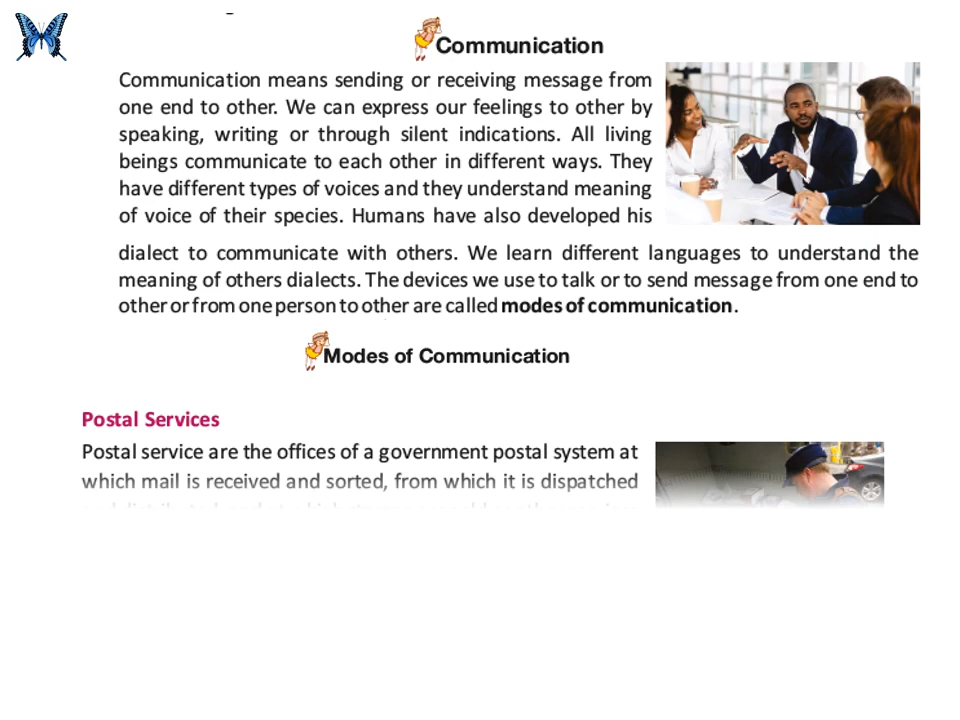 Communication
Communication means sending or receiving message from
one end to other. We can express our feelings to other by
speaking, writing or through silent indications. All living
beings communicate to each other in different ways. They
have different types of voices and they understand meaning
of voice of their species. Humans have also developed his
dialect to communicate with others. We learn different languages to understand the
meaning of others dialects. The devices we use to talk or to send message from one end to
other or from one person to other are called modes of communication.
Modes of Communication
Postal Services
Postal service are the offices of a government postal system at
which mail is received and sorted, from which it is dispatched